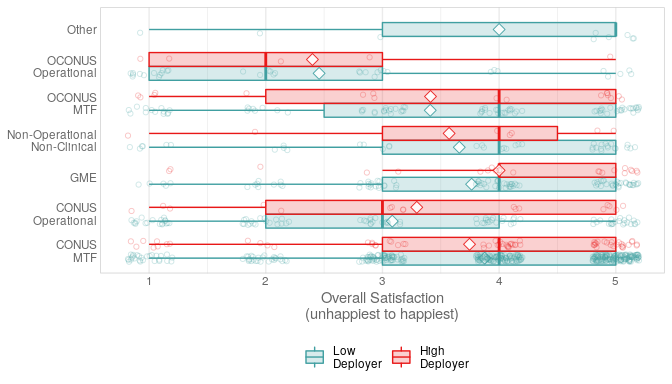 Other
OCONUS
Operational
OCONUS
MTF
Non-Operational
Non-Clinical
GME
CONUS
Operational
CONUS
MTF
1 2 3 4 5
Overall Satisfaction
(unhappiest to happiest)
Low
Deployer
High
Deployer